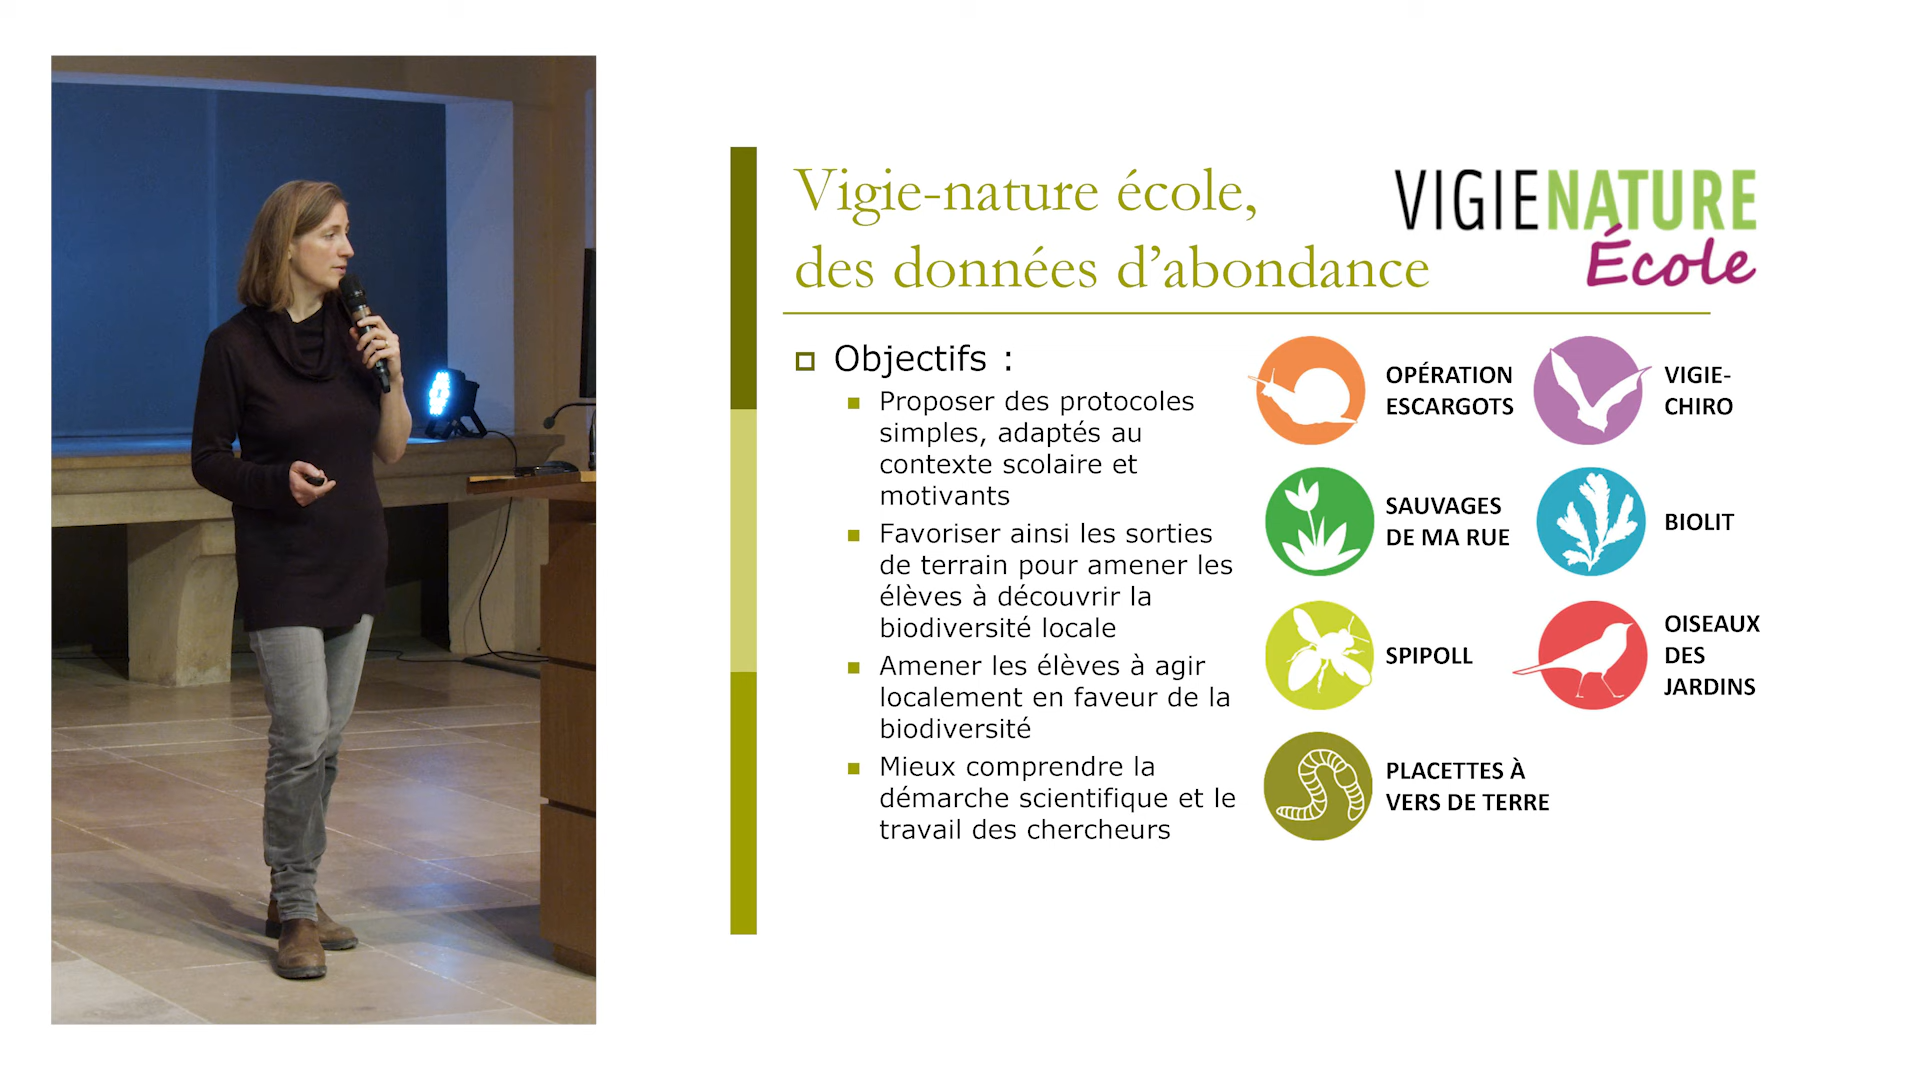 Vigie-nature école,
des données d’abondance
VIGIENATURE
École
Objectifs :
Proposer des protocoles
simples, adaptés au
contexte scolaire et
motivants
Favoriser ainsi les sorties
de terrain pour amener les
élèves à découvrir la
biodiversité locale
Amener les élèves à agir
localement en faveur de la
biodiversité
Mieux comprendre la
démarche scientifique et le
travail des chercheurs
OPÉRATION
ESCARGOTS
VIGIE-
CHIRO
SAUVAGES
DE MA RUE
BIOLIT
SPIPOLL
OISEAUX
DES
JARDINS
PLACETTES À
VERS DE TERRE